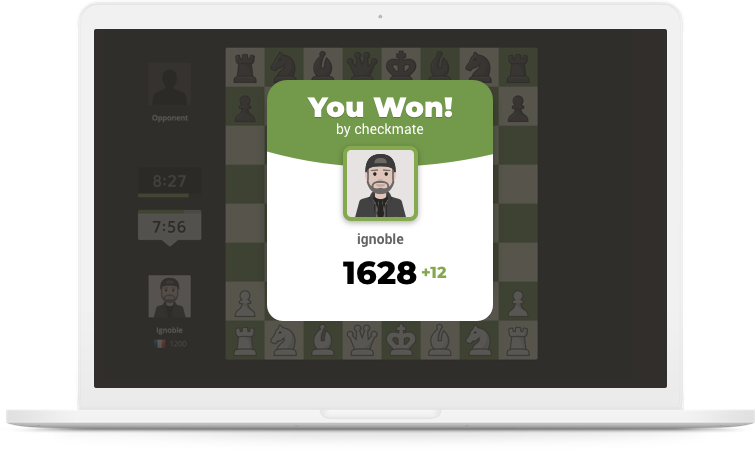 You Won!
by checkmate
ignoble
1628 +12
Opponent
8:27
7:56
Ignoble
1200